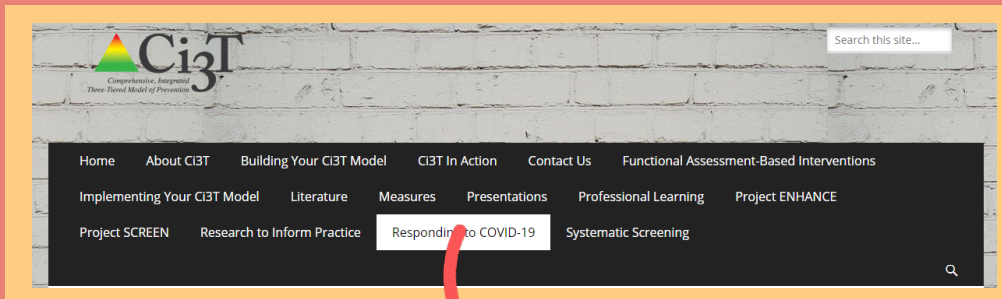 Search this site...
Ci3T
Comprehensive, Integrated
Three-Tiered Model of Prevention
Home About Ci3T Building Your Ci3T Model Ci3T In Action Contact Us Functional Assessment-Based Interventions
Implementing Your Ci3T Model Literature Measures Presentations Professional Learning Project ENHANCE
Project SCREEN Research to Inform Practice Responding to COVID-19 Systematic Screening